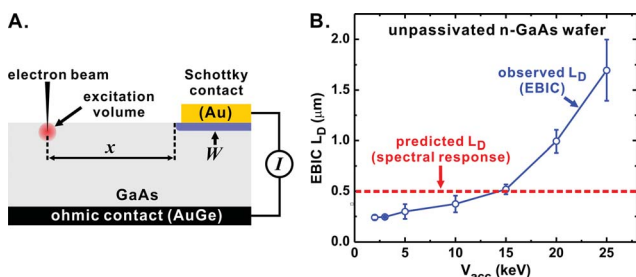 A.
electron beam
excitation
volume
Schottky
contact
(Au)
x
W
I
GaAs
ohmic contact (AuGe)
B.
unpassivated n-GaAs wafer
observed L_D
(EBIC)
predicted L_D
(spectral response)
EBIC L_D (μm)
2.0
1.5
1.0
0.5
0.0
5
10
15
20
25
V_acc (keV)